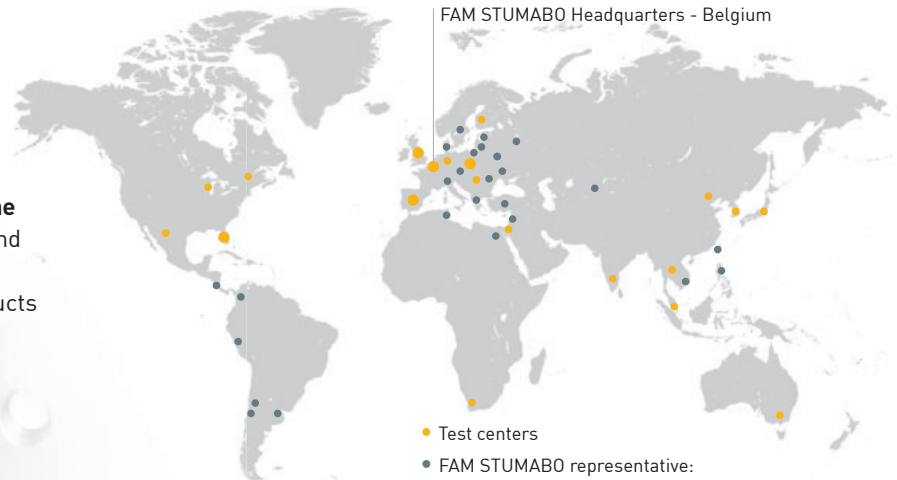 FAM STUMABO Headquarters - Belgium
Test centers
FAM STUMABO representative: